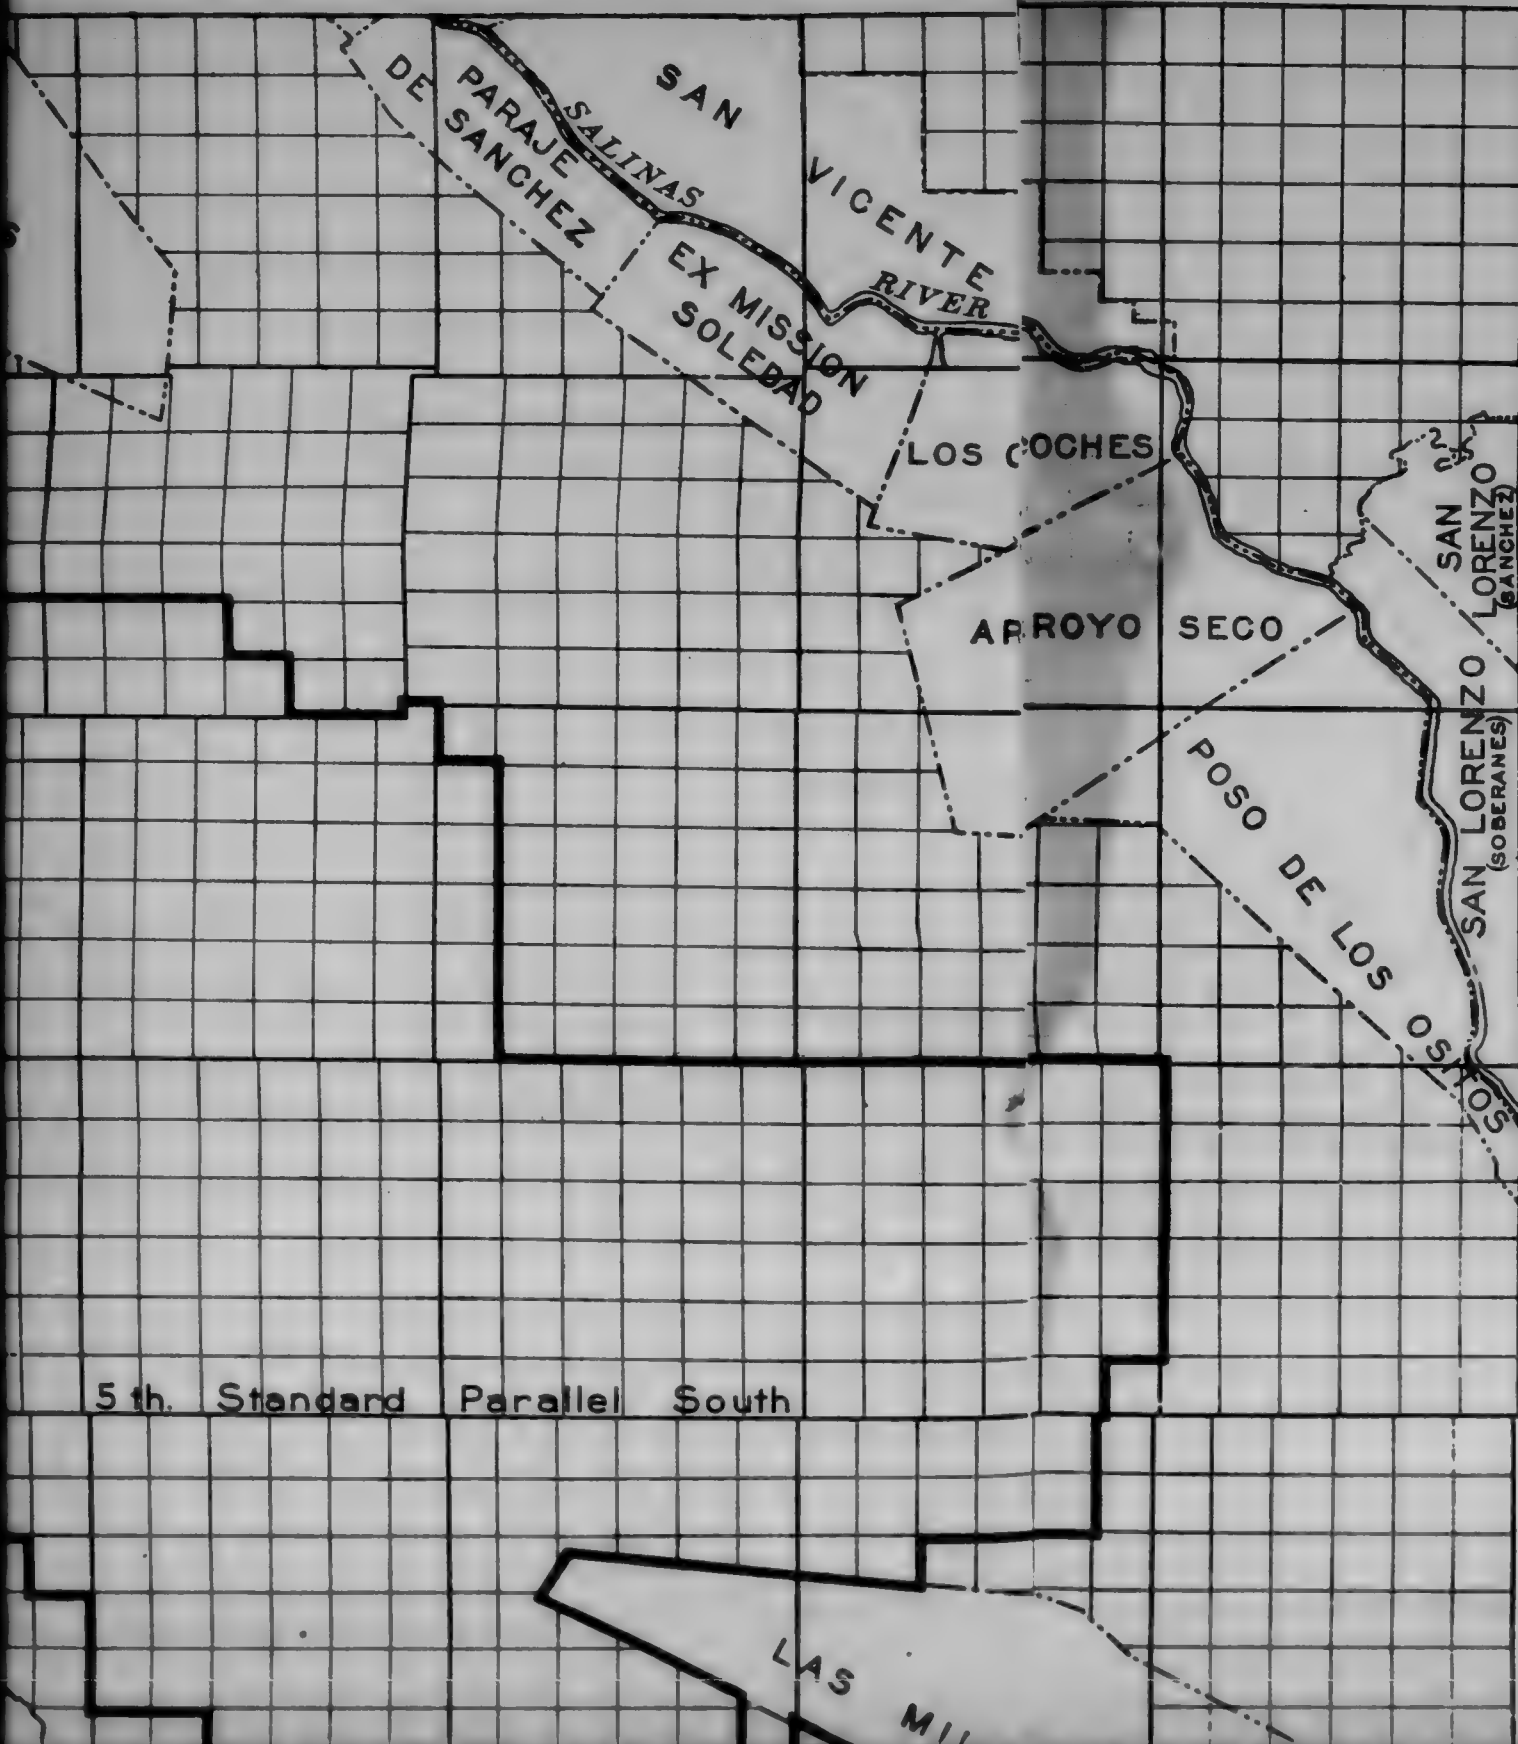 SAN
VICENTE
DE
PARAJE
DE SANCHEZ
SALINAS
RIVER
EX MISSION
SOLEDAD
LOS COCHES
ARROYO SECO
SAN
LORENZO
(SANCHEZ)
SAN LORENZO
(SOBERANES)
POSO DE LOS OSITOS
5 th. Standard Parallel South
LAS